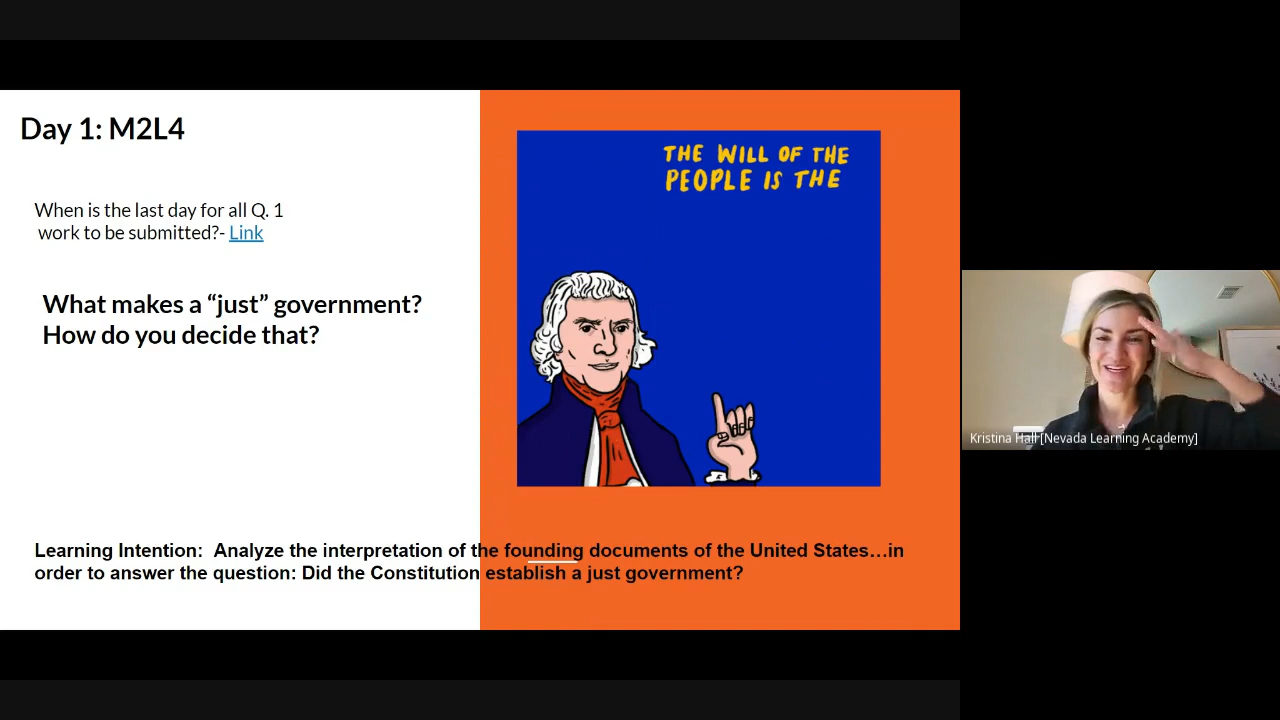 Day 1: M2L4
When is the last day for all Q. 1
work to be submitted?- Link
What makes a “just” government?
How do you decide that?
THE WILL OF THE
PEOPLE IS THE
Learning Intention:  Analyze the interpretation of the founding documents of the United States…in
order to answer the question: Did the Constitution establish a just government?
Kristina Hall [Nevada Learning Academy]